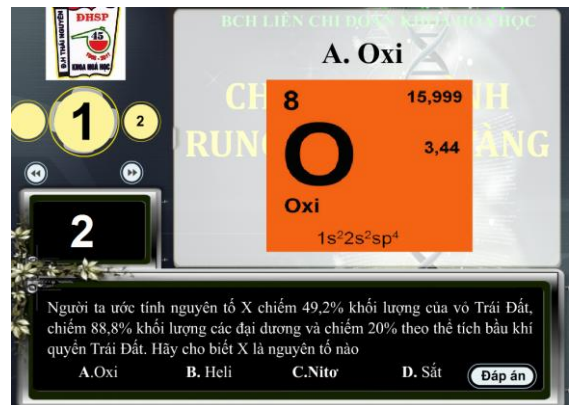 DHSP
45
KHOA HOÁ HỌC
Đ.H THÁI NGUYÊN
BCH LIÊN CHI ĐOÀN KHOA HÓA HỌC
A. Oxi
8 15,999
O 3,44
Oxi
1s²2s²sp⁴
RUNG
ÀNG
1
2
2
Người ta ước tính nguyên tố X chiếm 49,2% khối lượng của vỏ Trái Đất,
chiếm 88,8% khối lượng các đại dương và chiếm 20% theo thể tích bầu khí
quyển Trái Đất. Hãy cho biết X là nguyên tố nào
A.Oxi B. Heli C.Nitơ D. Sắt Đáp án